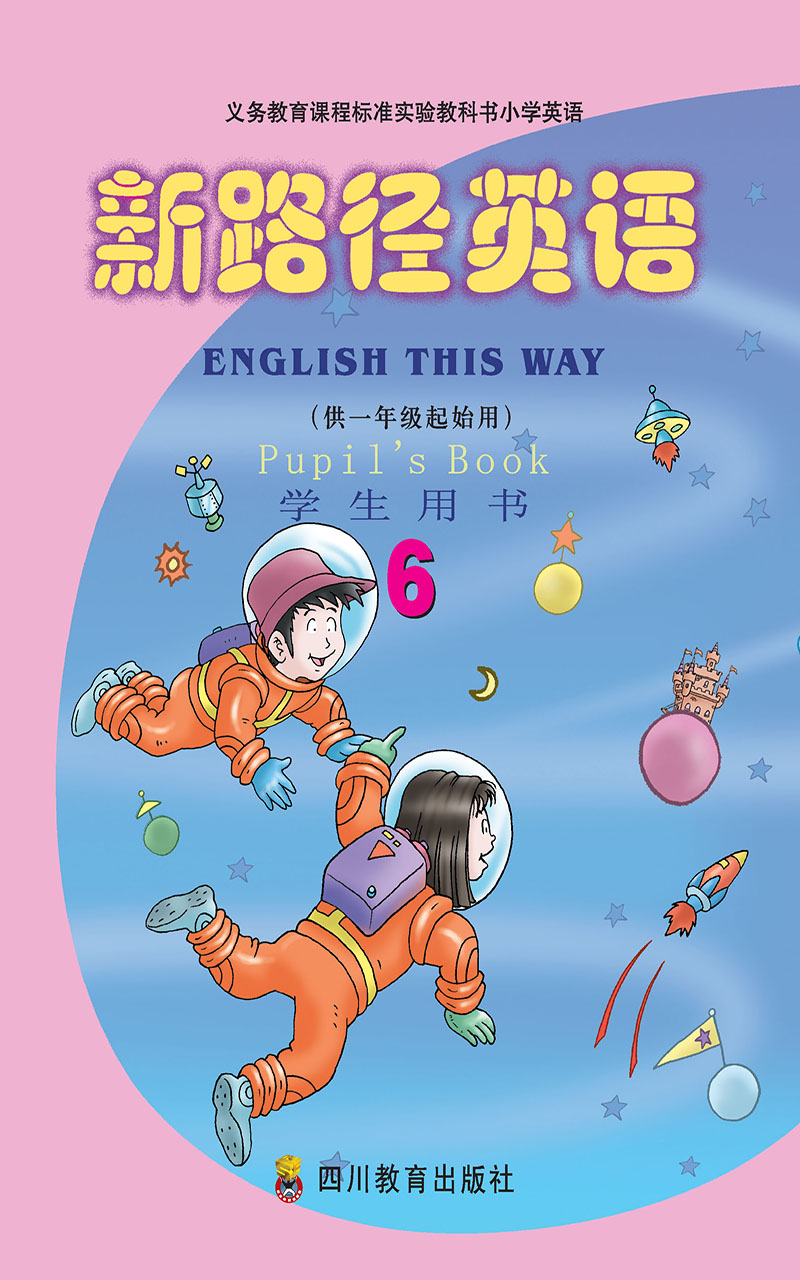 义务教育课程标准实验教科书小学英语
新路径英语
ENGLISH THIS WAY
（供一年级起始用）
Pupil's Book
学生用书
6
四川教育出版社